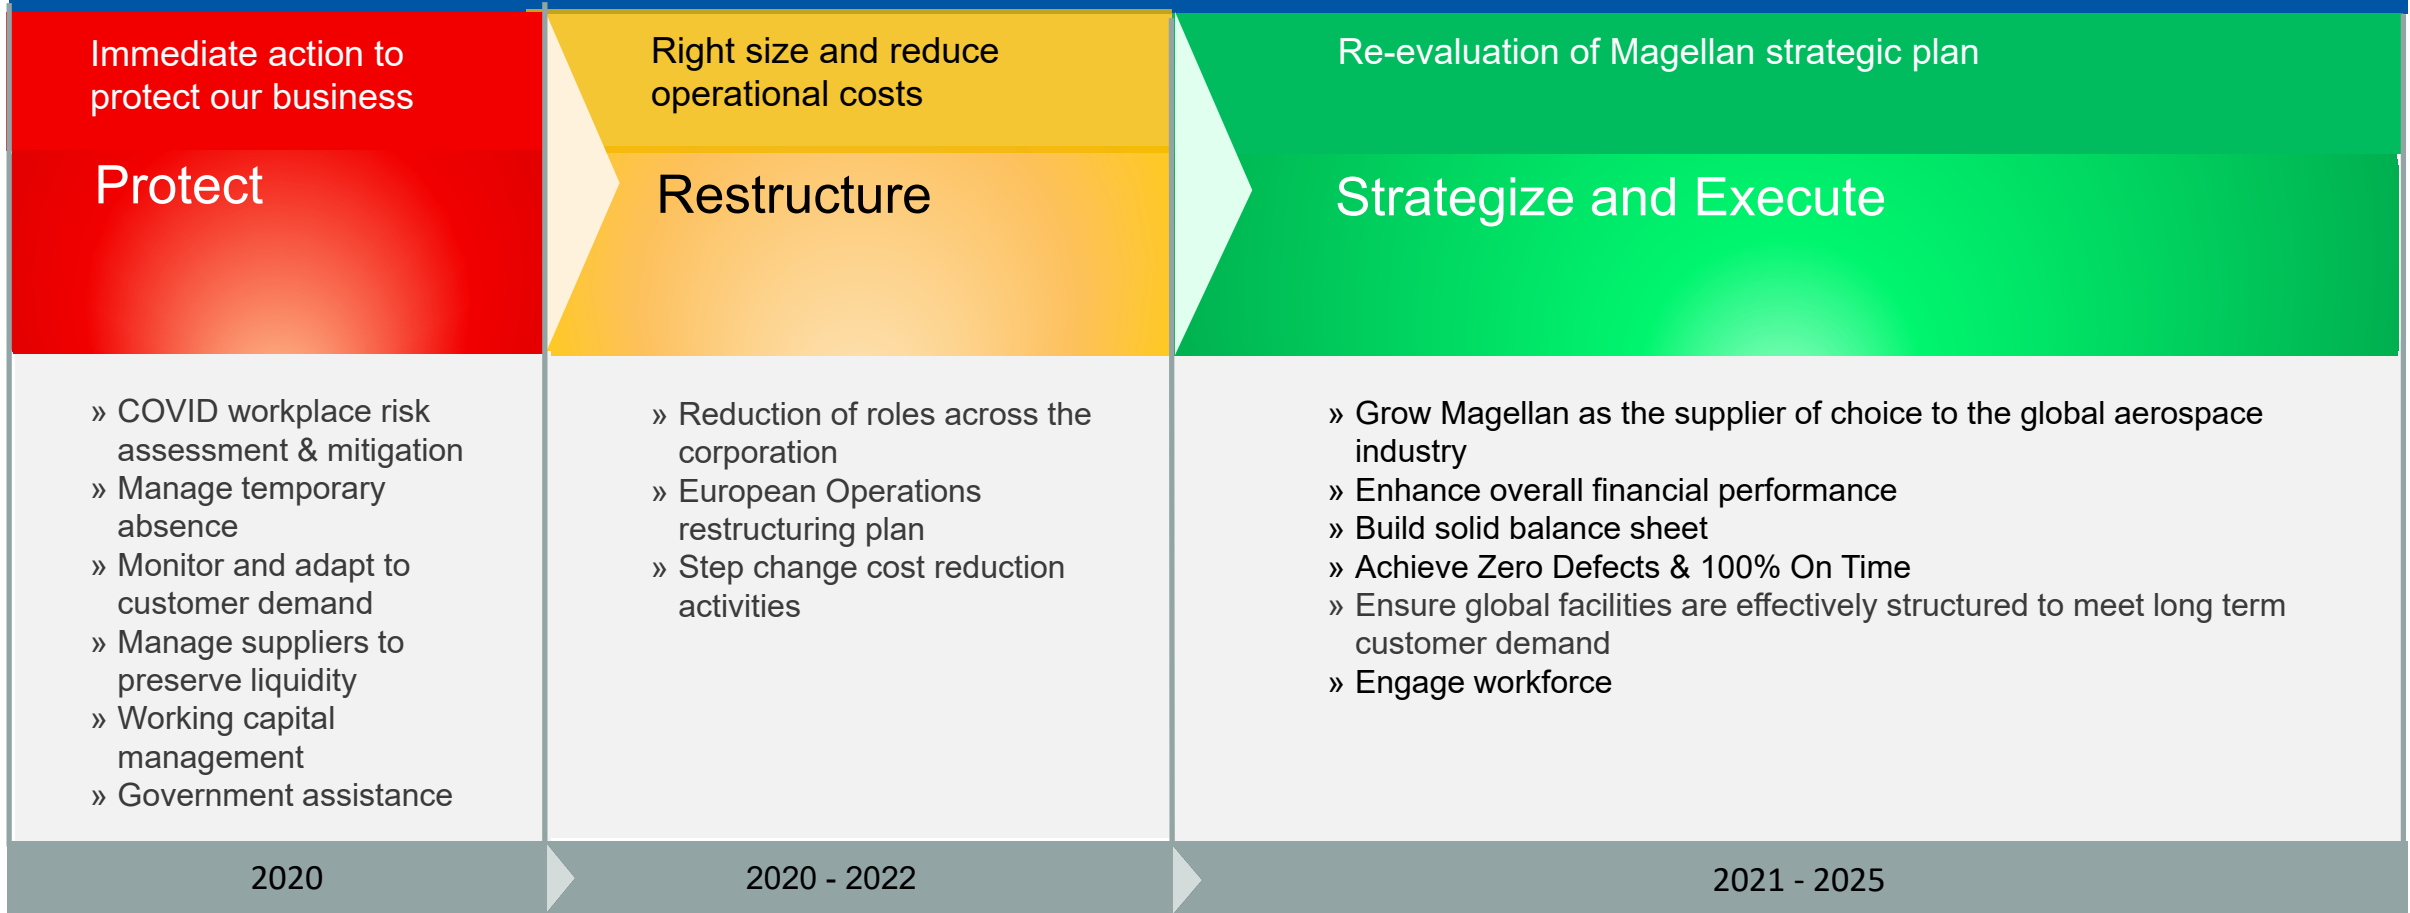 Immediate action to
protect our business
Protect
» COVID workplace risk
assessment & mitigation
» Manage temporary
absence
» Monitor and adapt to
customer demand
» Manage suppliers to
preserve liquidity
» Working capital
management
» Government assistance
2020
Right size and reduce
operational costs
Restructure
» Reduction of roles across the
corporation
» European Operations
restructuring plan
» Step change cost reduction
activities
2020 - 2022
Re-evaluation of Magellan strategic plan
Strategize and Execute
» Grow Magellan as the supplier of choice to the global aerospace
industry
» Enhance overall financial performance
» Build solid balance sheet
» Achieve Zero Defects & 100% On Time
» Ensure global facilities are effectively structured to meet long term
customer demand
» Engage workforce
2021 - 2025